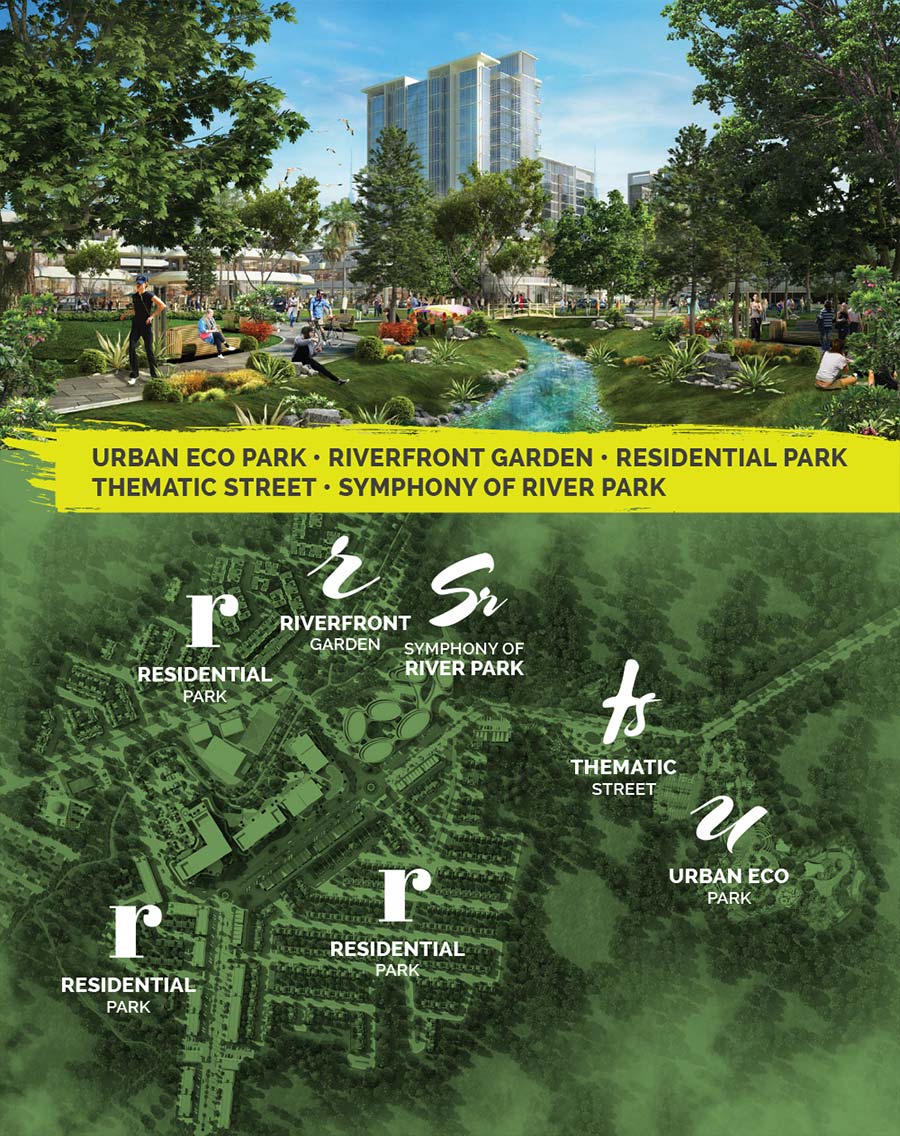 URBAN ECO PARK • RIVERFRONT GARDEN • RESIDENTIAL PARK
THEMATIC STREET • SYMPHONY OF RIVER PARK
r
RIVERFRONT
GARDEN
Sr
SYMPHONY OF
RIVER PARK
r
RESIDENTIAL
PARK
ts
THEMATIC
STREET
u
URBAN ECO
PARK
r
RESIDENTIAL
PARK
r
RESIDENTIAL
PARK